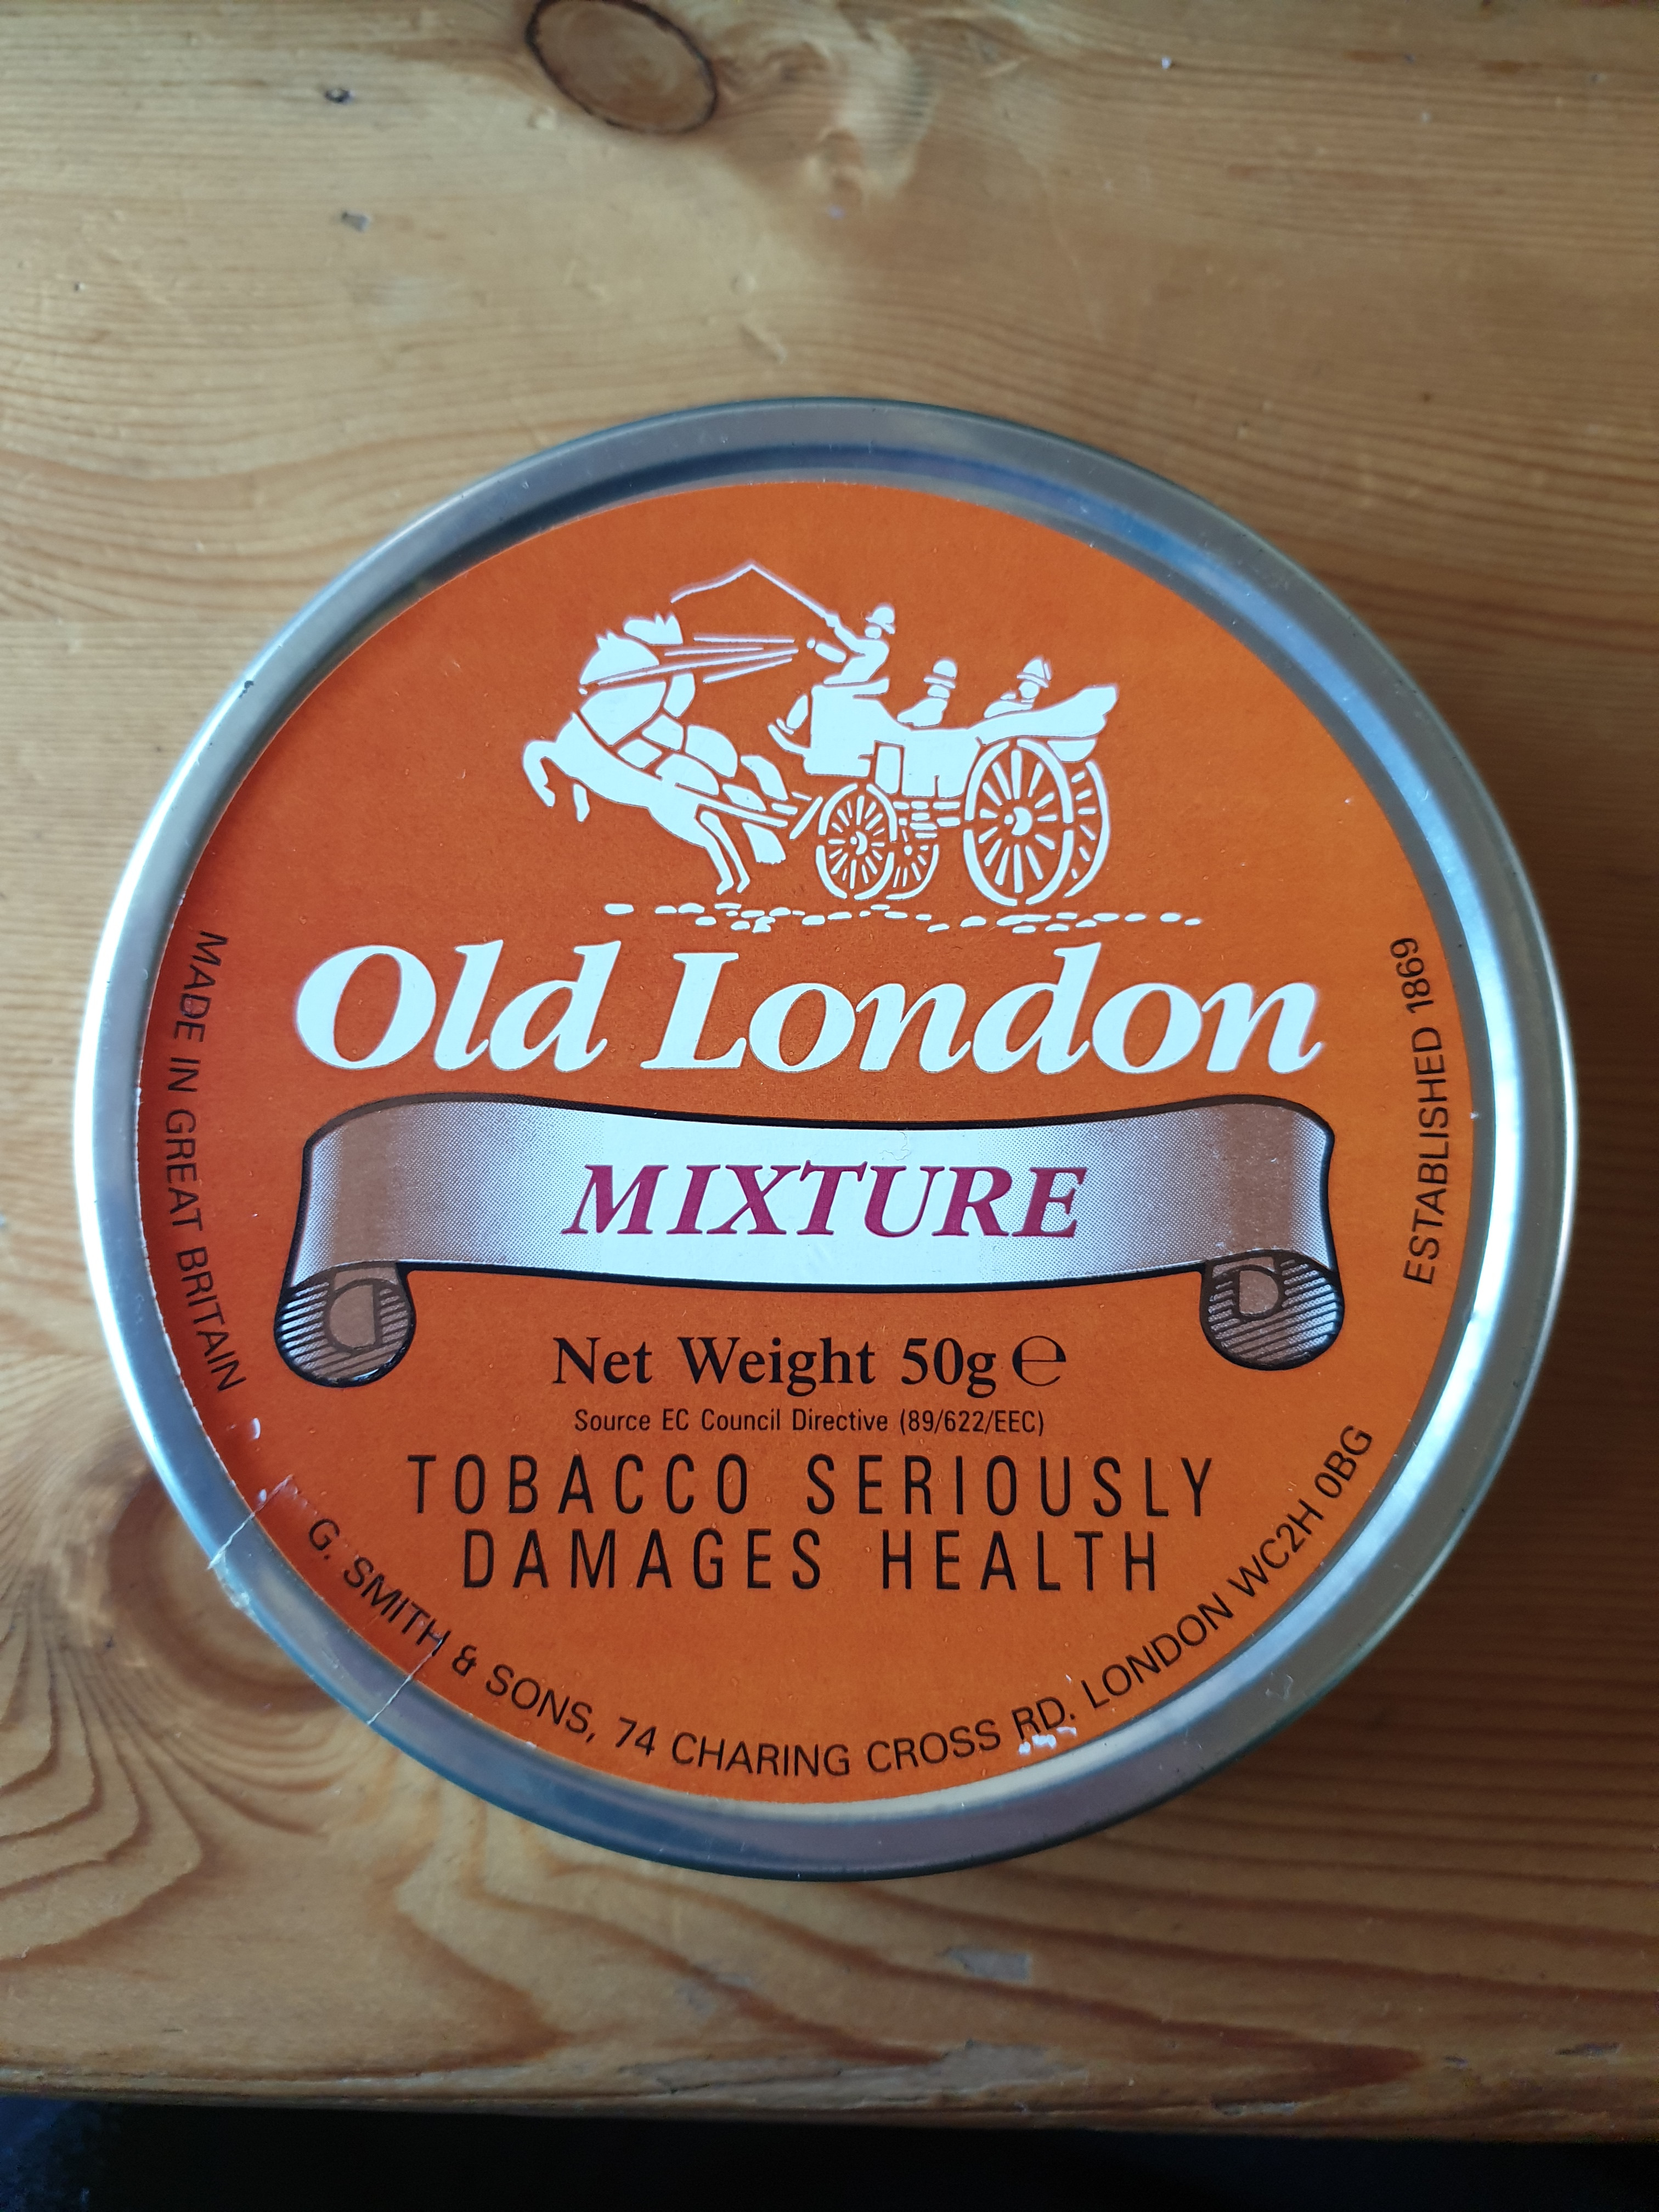 Old London
MIXTURE
Net Weight 50g ℮
Source EC Council Directive (89/622/EEC)
TOBACCO SERIOUSLY
DAMAGES HEALTH
MADE IN GREAT BRITAIN
G. SMITH & SONS, 74 CHARING CROSS RD. LONDON WC2H 0BG
ESTABLISHED 1869